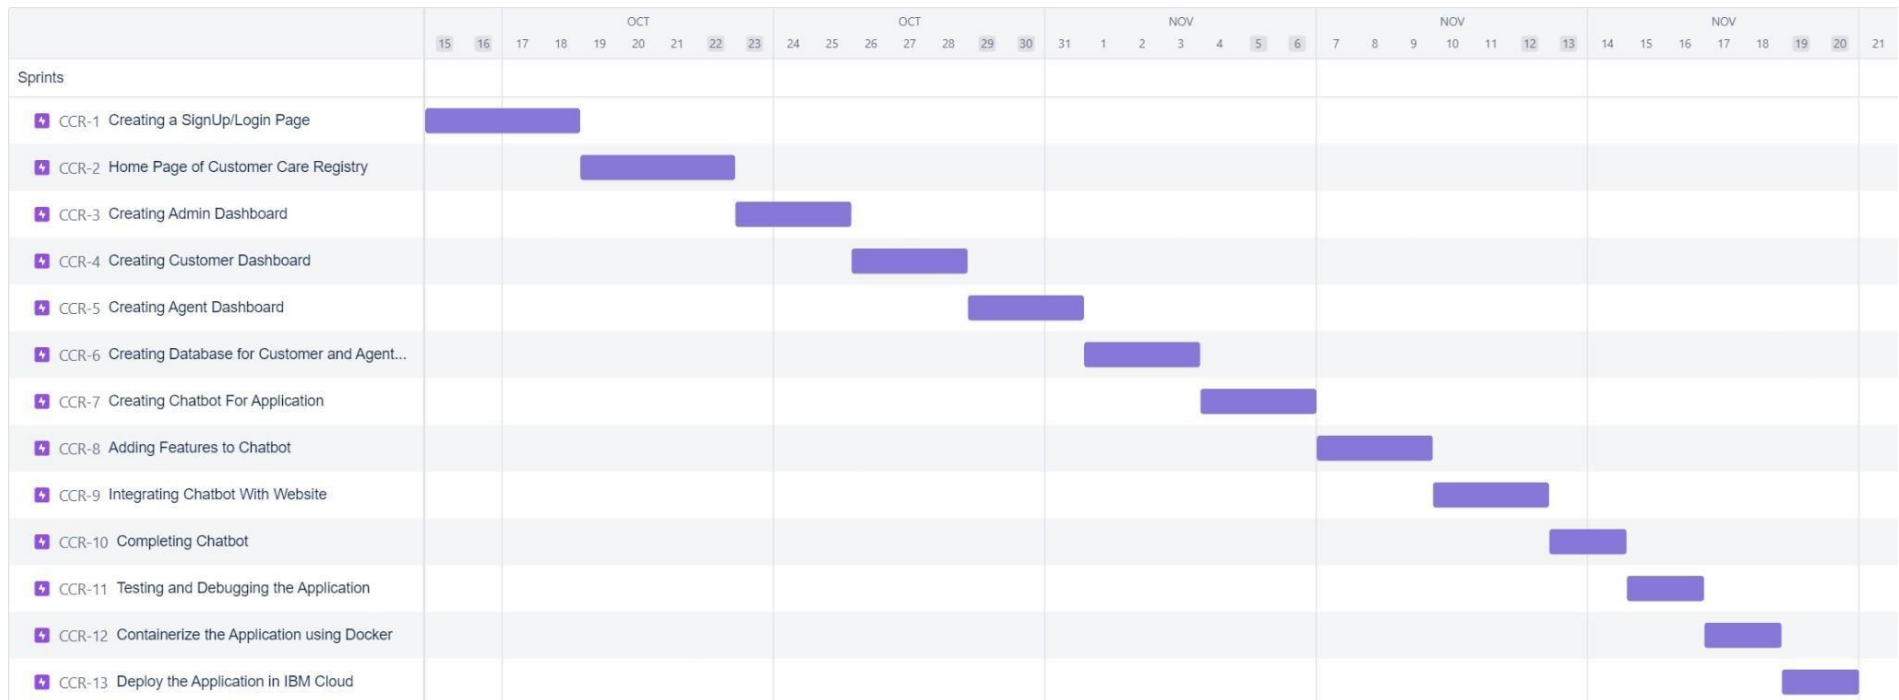 OCT OCT NOV NOV NOV
15 16 17 18 19 20 21 22 23 24 25 26 27 28 29 30 31 1 2 3 4 5 6 7 8 9 10 11 12 13 14 15 16 17 18 19 20 21
Sprints
CCR-1 Creating a SignUp/Login Page
CCR-2 Home Page of Customer Care Registry
CCR-3 Creating Admin Dashboard
CCR-4 Creating Customer Dashboard
CCR-5 Creating Agent Dashboard
CCR-6 Creating Database for Customer and Agent...
CCR-7 Creating Chatbot For Application
CCR-8 Adding Features to Chatbot
CCR-9 Integrating Chatbot With Website
CCR-10 Completing Chatbot
CCR-11 Testing and Debugging the Application
CCR-12 Containerize the Application using Docker
CCR-13 Deploy the Application in IBM Cloud